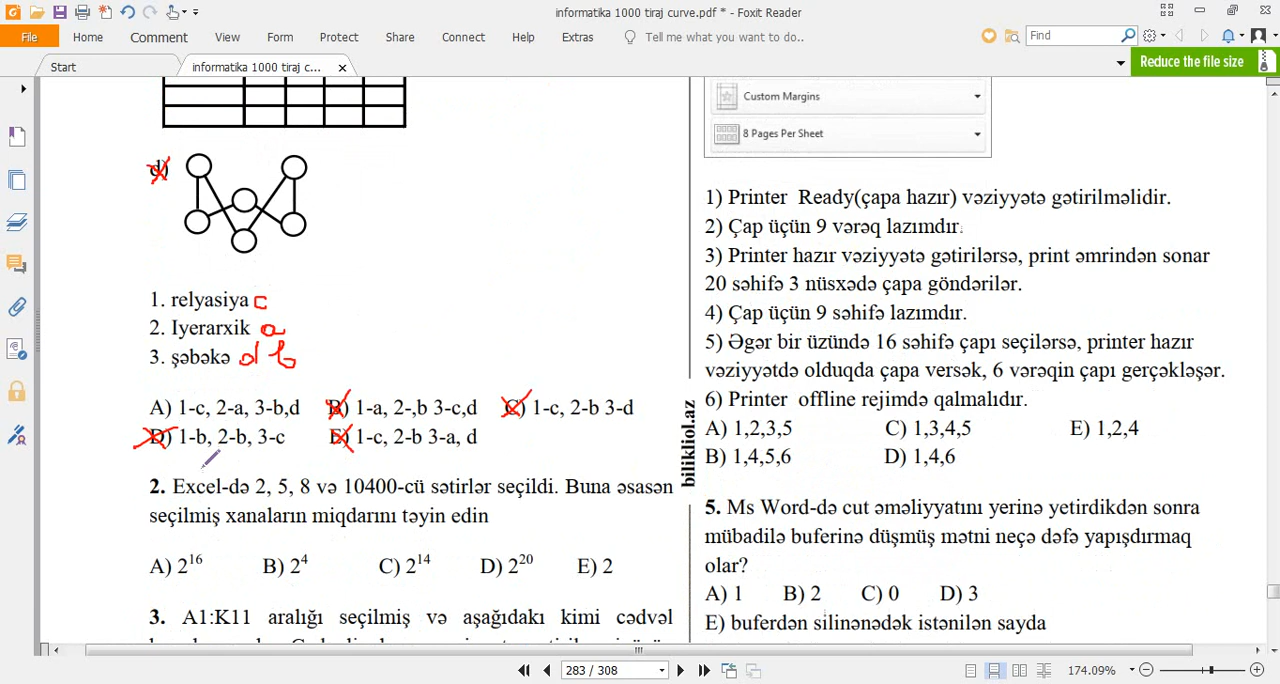 informatika 1000 tiraj curve.pdf * - Foxit Reader
File Home Comment View Form Protect Share Connect Help Extras Tell me what you want to do.. Find
Start informatika 1000 tiraj c... Reduce the file size
d)
1. relyasiya c
2. Iyerarxik a
3. şəbəkə d b
A) 1-c, 2-a, 3-b,d B) 1-a, 2-,b 3-c,d C) 1-c, 2-b 3-d
D) 1-b, 2-b, 3-c E) 1-c, 2-b 3-a, d
2. Excel-də 2, 5, 8 və 10400-cü sətirlər seçildi. Buna əsasən
seçilmiş xanaların miqdarını təyin edin
A) 2¹⁶ B) 2⁴ C) 2¹⁴ D) 2²⁰ E) 2
3. A1:K11 aralığı seçilmiş və aşağıdakı kimi cədvəl
bilikliol.az
Custom Margins
8 Pages Per Sheet
1) Printer Ready(çapa hazır) vəziyyətə gətirilməlidir.
2) Çap üçün 9 vərəq lazımdır.
3) Printer hazır vəziyyətə gətirilərsə, print əmrindən sonar
20 səhifə 3 nüsxədə çapa göndərilər.
4) Çap üçün 9 səhifə lazımdır.
5) Əgər bir üzündə 16 səhifə çapı seçilərsə, printer hazır
vəziyyətdə olduqda çapa versək, 6 vərəqin çapı gerçəkləşər.
6) Printer offline rejimdə qalmalıdır.
A) 1,2,3,5 C) 1,3,4,5 E) 1,2,4
B) 1,4,5,6 D) 1,4,6
5. Ms Word-də cut əməliyyatını yerinə yetirdikdən sonra
mübadilə buferinə düşmüş mətni neçə dəfə yapışdırmaq
olar?
A) 1 B) 2 C) 0 D) 3
E) buferdən silinənədək istənilən sayda
283 / 308 174.09%